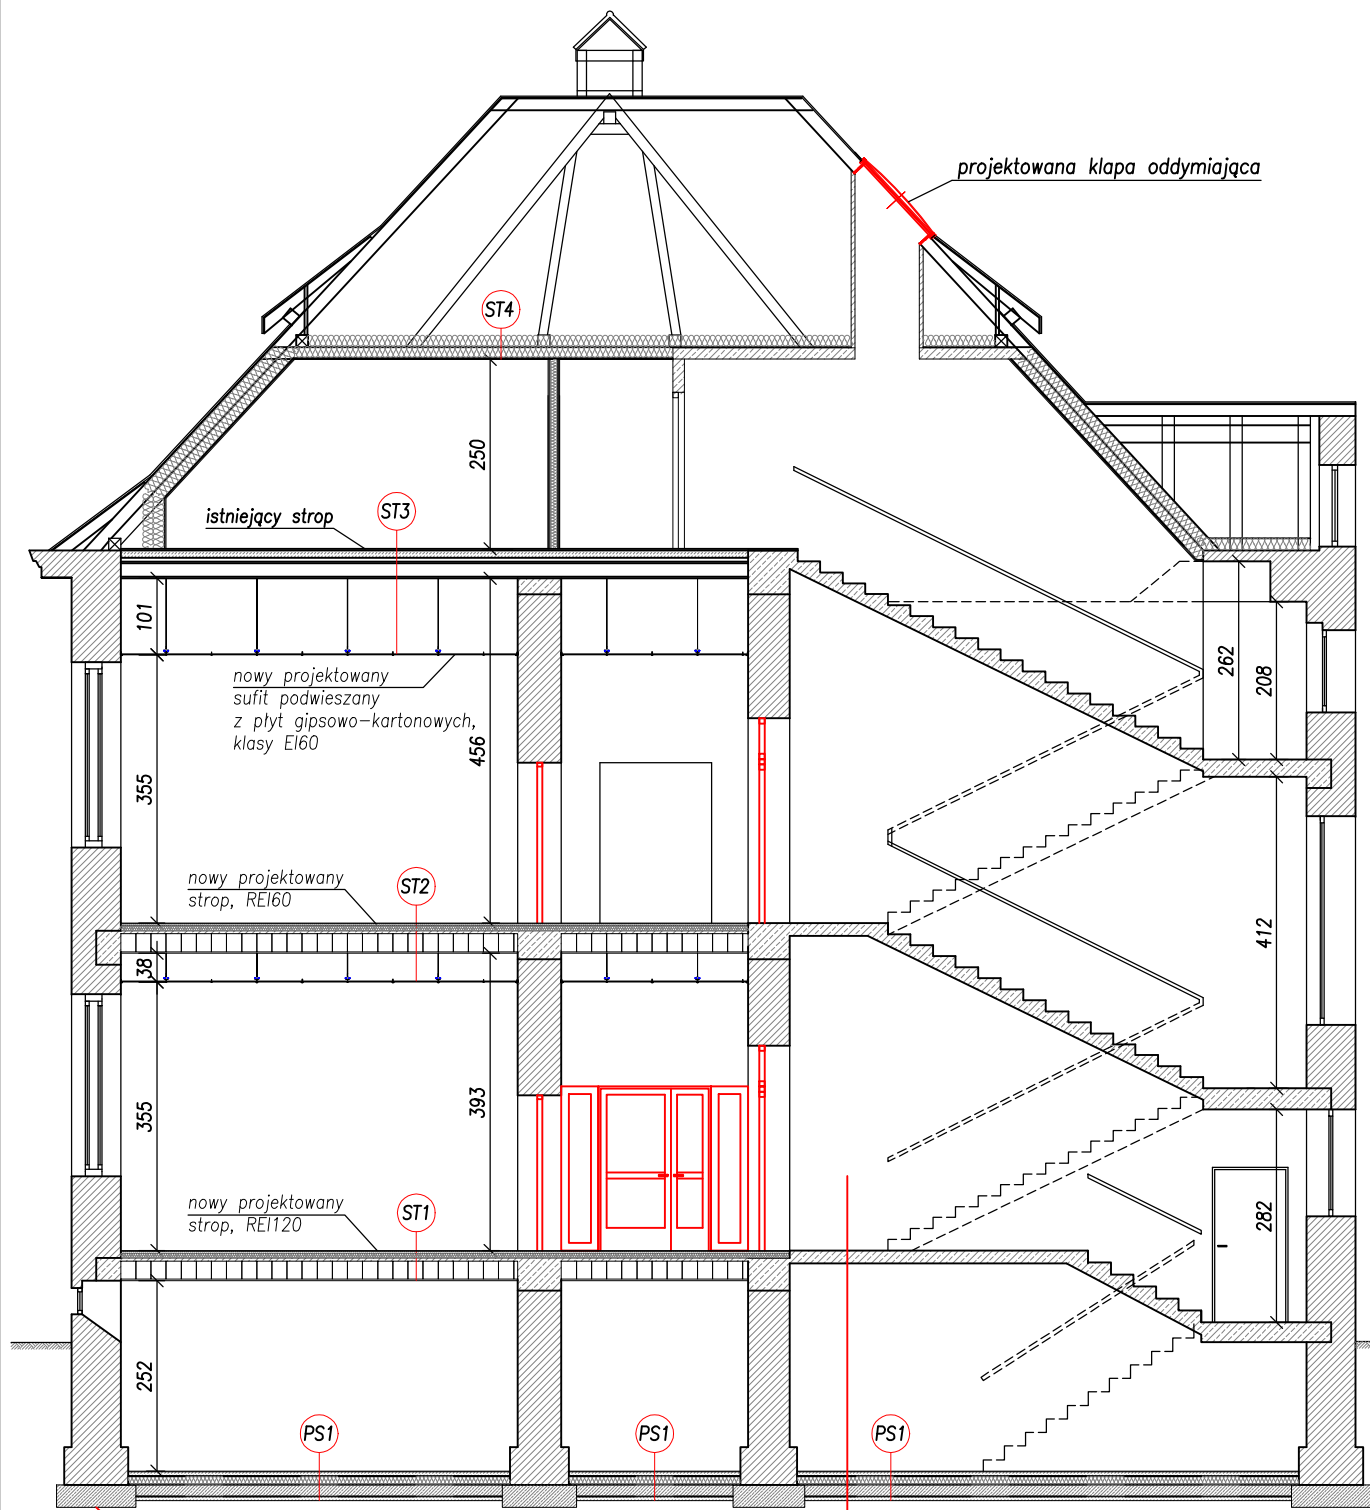 projektowana klapa oddymiająca
ST4
250
istniejący strop
ST3
101
262
208
nowy projektowany
sufit podwieszany
z płyt gipsowo-kartonowych,
klasy EI60
456
355
nowy projektowany
strop, REI60
ST2
412
38
355
393
nowy projektowany
strop, REI120
ST1
282
252
PS1
PS1
PS1